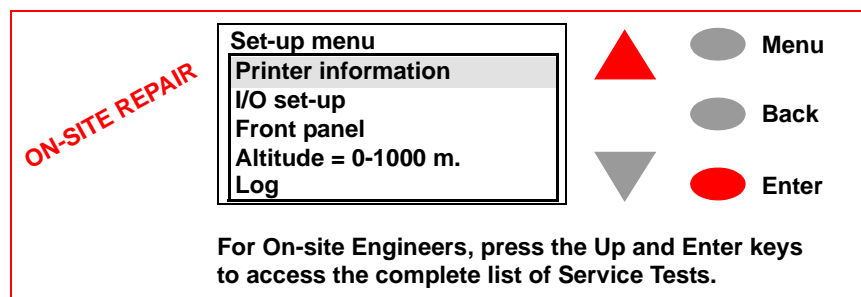 ON-SITE REPAIR
Set-up menu
Printer information
I/O set-up
Front panel
Altitude = 0-1000 m.
Log
Menu
Back
Enter
For On-site Engineers, press the Up and Enter keys
to access the complete list of Service Tests.